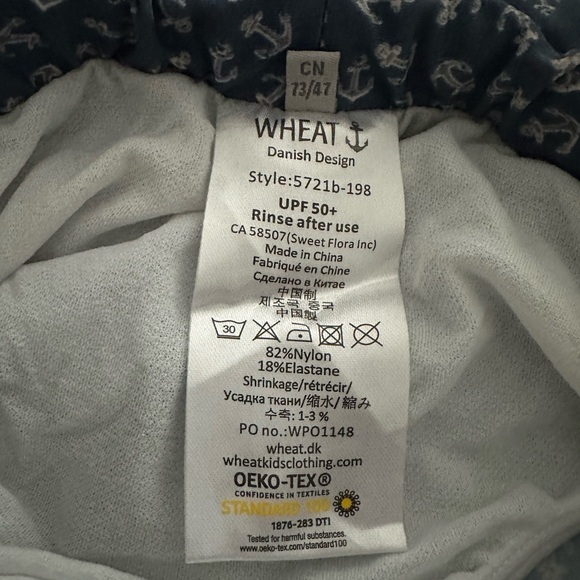 CN
73/47
WHEAT
Danish Design
Style:5721b-198
UPF 50+
Rinse after use
CA 58507(Sweet Flora Inc)
Made in China
Fabriqué en Chine
Сделано в Китае
中国制
제조국 중국
中国製
30
82%Nylon
18%Elastane
Shrinkage/rétrécir/
Усадка ткани/缩水/ 縮み
수축: 1-3 %
PO no.:WPO1148
wheat.dk
wheatkidsclothing.com
OEKO-TEX®
CONFIDENCE IN TEXTILES
STANDARD 100
1876-283 DTI
Tested for harmful substances.
www.oeko-tex.com/standard100